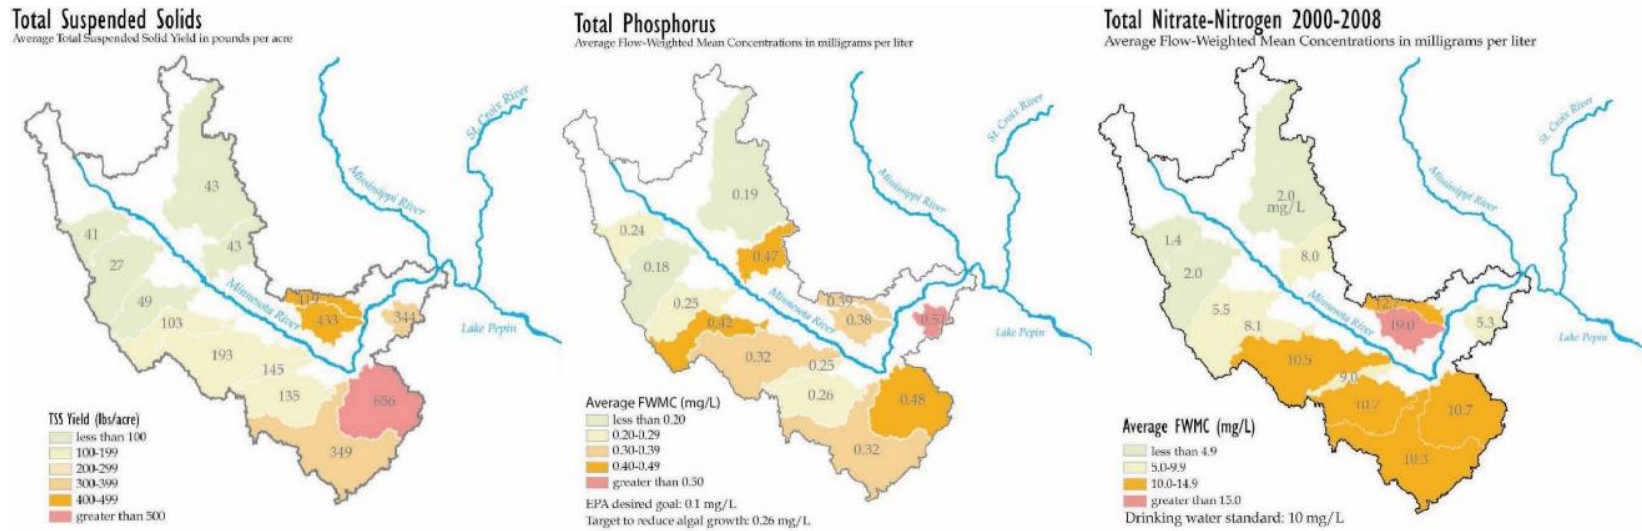 Total Suspended Solids
Average Total Suspended Solid Yield in pounds per acre
St. Croix River
Mississippi River
43
41
43
27
Minnesota River
49
419
433
344
103
Lake Pepin
193
145
135
656
349
TSS Yield (lbs/acre)
less than 100
100-199
200-299
300-399
400-499
greater than 500
Total Phosphorus
Average Flow-Weighted Mean Concentrations in milligrams per liter
St. Croix River
Mississippi River
0.19
0.24
0.47
0.18
Minnesota River
0.25
0.39
0.38
0.51
0.42
Lake Pepin
0.32
0.25
0.26
0.48
0.32
Average FWMC (mg/L)
less than 0.20
0.20-0.29
0.30-0.39
0.40-0.49
greater than 0.50
EPA desired goal: 0.1 mg/L
Target to reduce algal growth: 0.26 mg/L
Total Nitrate-Nitrogen 2000-2008
Average Flow-Weighted Mean Concentrations in milligrams per liter
St. Croix River
Mississippi River
2.0
mg/L
1.4
8.0
2.0
Minnesota River
5.5
19.0
5.3
8.1
Lake Pepin
10.5
9.0
10.7
10.7
10.3
Average FWMC (mg/L)
less than 4.9
5.0-9.9
10.0-14.9
greater than 15.0
Drinking water standard: 10 mg/L